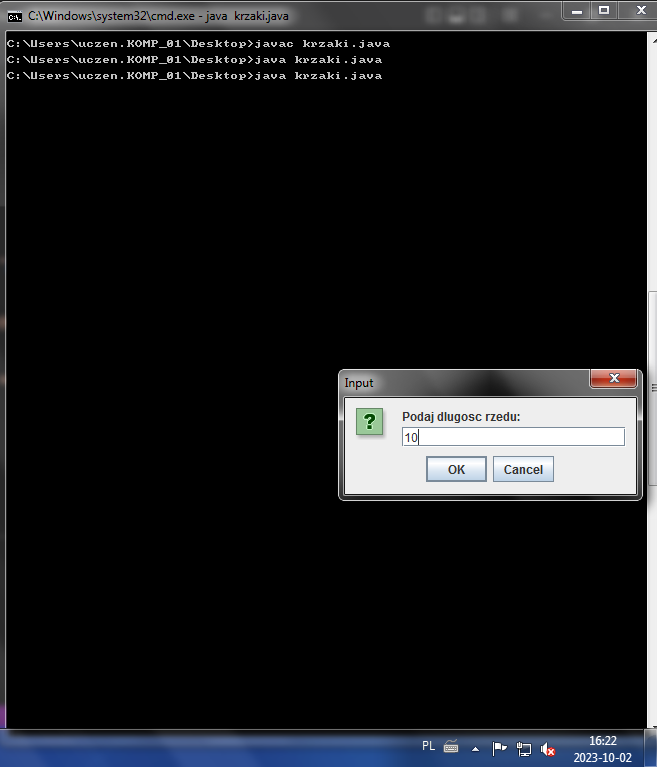 C:\Windows\system32\cmd.exe - java  krzaki.java
C:\Users\uczen.KOMP_01\Desktop>javac krzaki.java
C:\Users\uczen.KOMP_01\Desktop>java krzaki.java
C:\Users\uczen.KOMP_01\Desktop>java krzaki.java
Input
Podaj dlugosc rzedu:
10
OK
Cancel
PL
16:22
2023-10-02